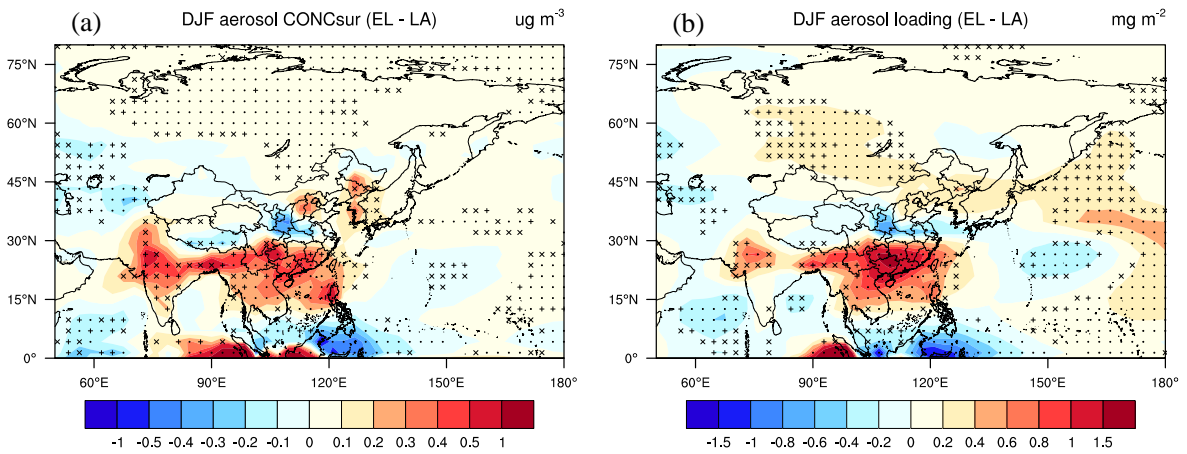 (a) DJF aerosol CONCsur (EL - LA) ug m-3
75°N
60°N
45°N
30°N
15°N
0°
60°E 90°E 120°E 150°E 180°
-1 -0.5 -0.4 -0.2 -0.1 0 0.1 0.2 0.3 0.4 0.5 1
(b) DJF aerosol loading (EL - LA) mg m-2
75°N
60°N
45°N
30°N
15°N
0°
60°E 90°E 120°E 150°E 180°
-1.5 -1 -0.8 -0.6 -0.4 -0.2 0 0.2 0.4 0.6 0.8 1 1.5